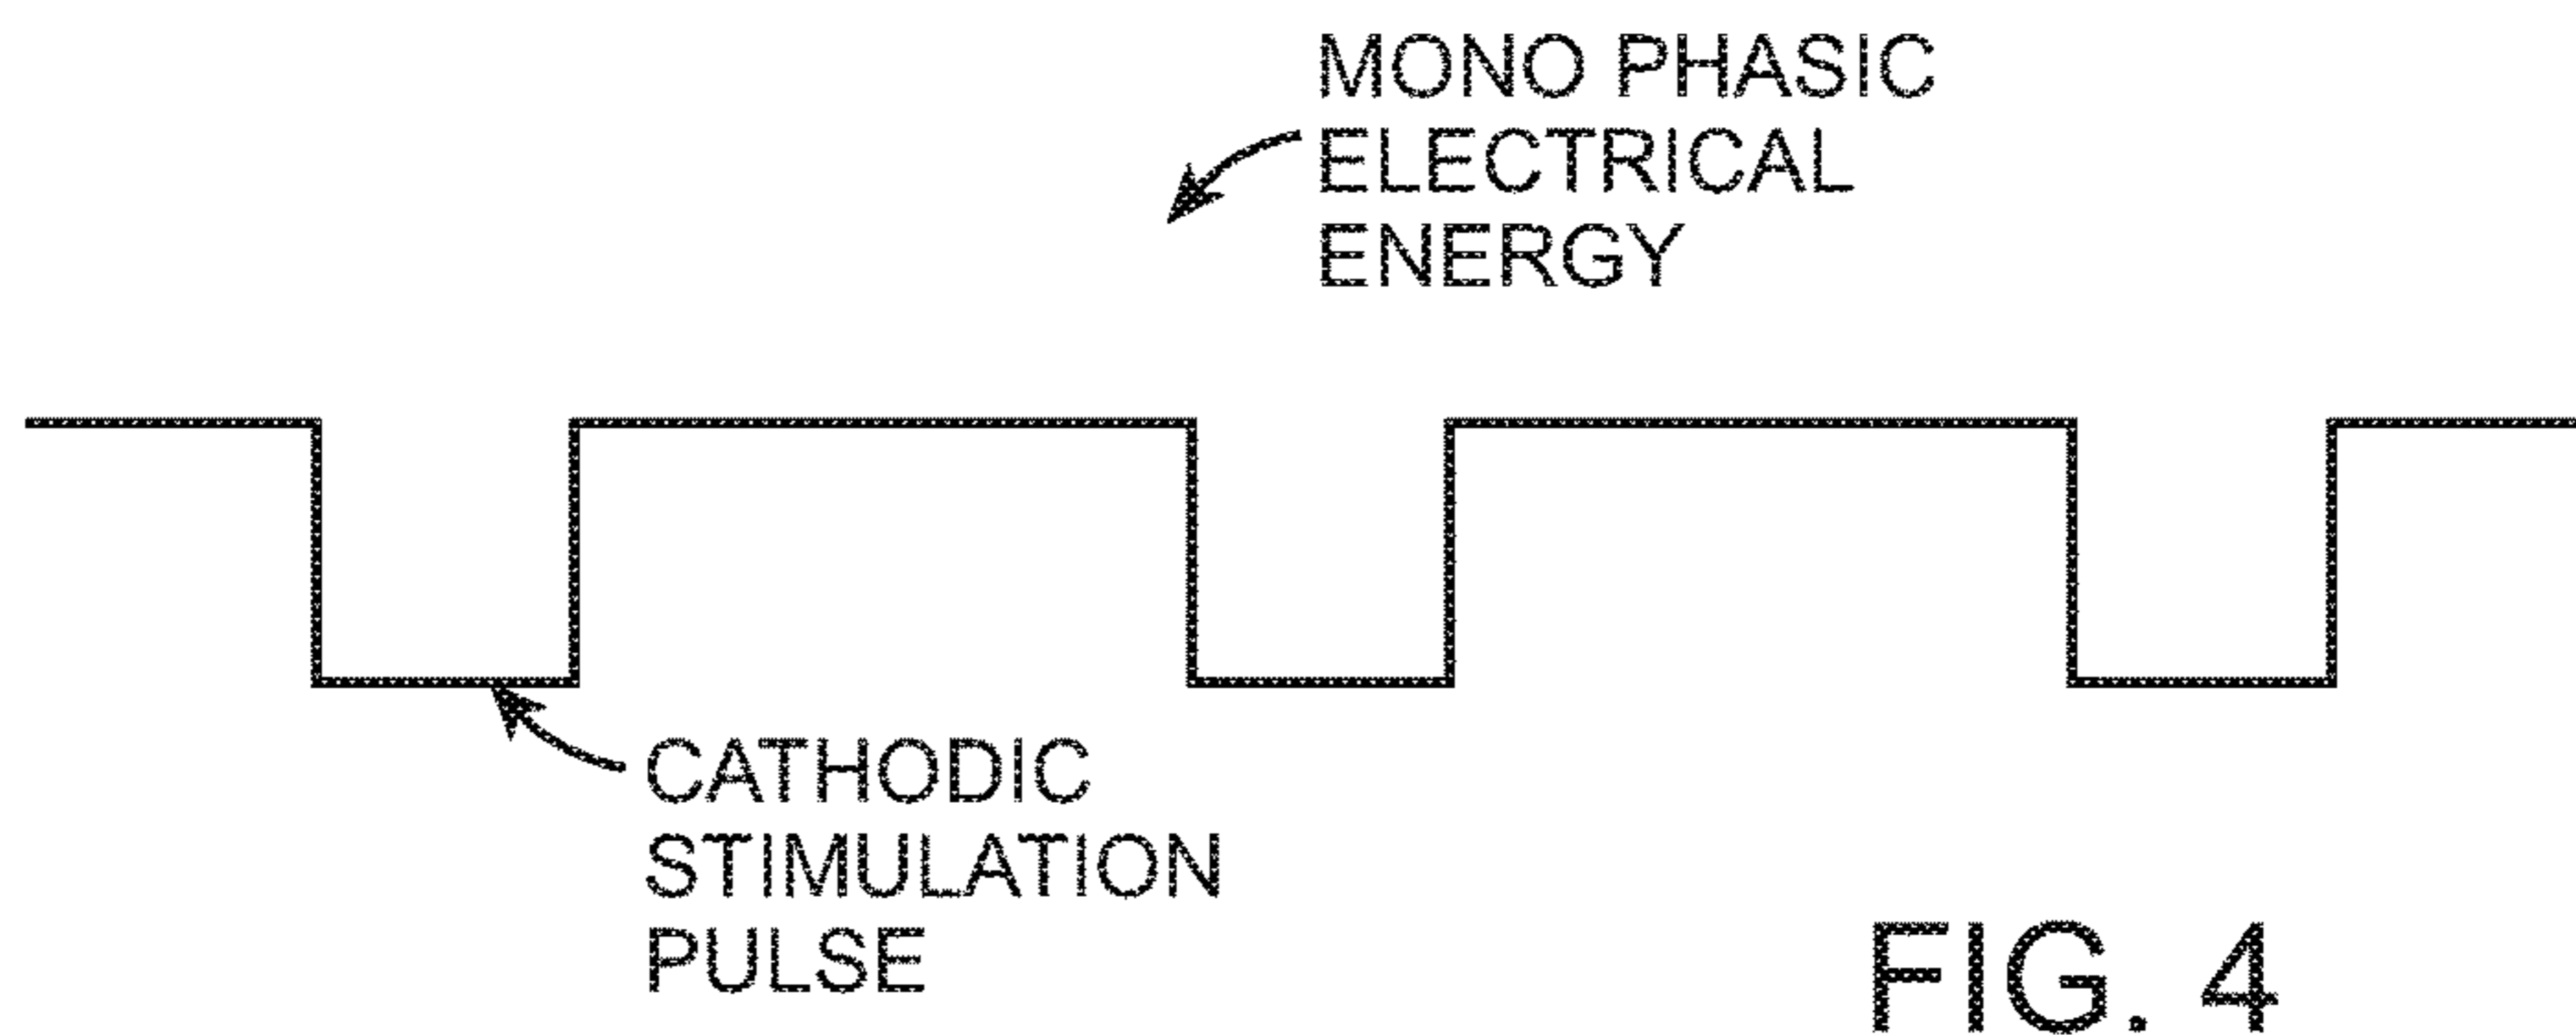 MONO PHASIC
ELECTRICAL
ENERGY
CATHODIC
STIMULATION
PULSE
FIG. 4